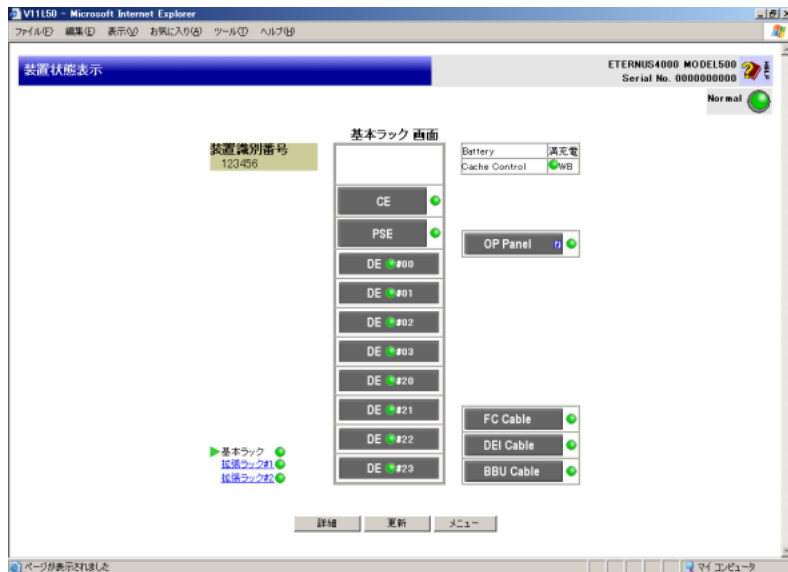 V11L50 - Microsoft Internet Explorer
ファイル(F) 編集(E) 表示(V) お気に入り(A) ツール(T) ヘルプ(H)
装置状態表示
ETERNUS4000 MODEL500
Serial No. 0000000000
HELP
Normal
基本ラック 画面
装置識別番号
123456
Battery 満充電
Cache Control WB
CE
PSE
OP Panel
DE #00
DE #01
DE #02
DE #03
DE #20
DE #21
DE #22
DE #23
FC Cable
DEI Cable
BBU Cable
基本ラック
拡張ラック#1
拡張ラック#2
詳細 更新 メニュー
ページが表示されました
マイ コンピュータ